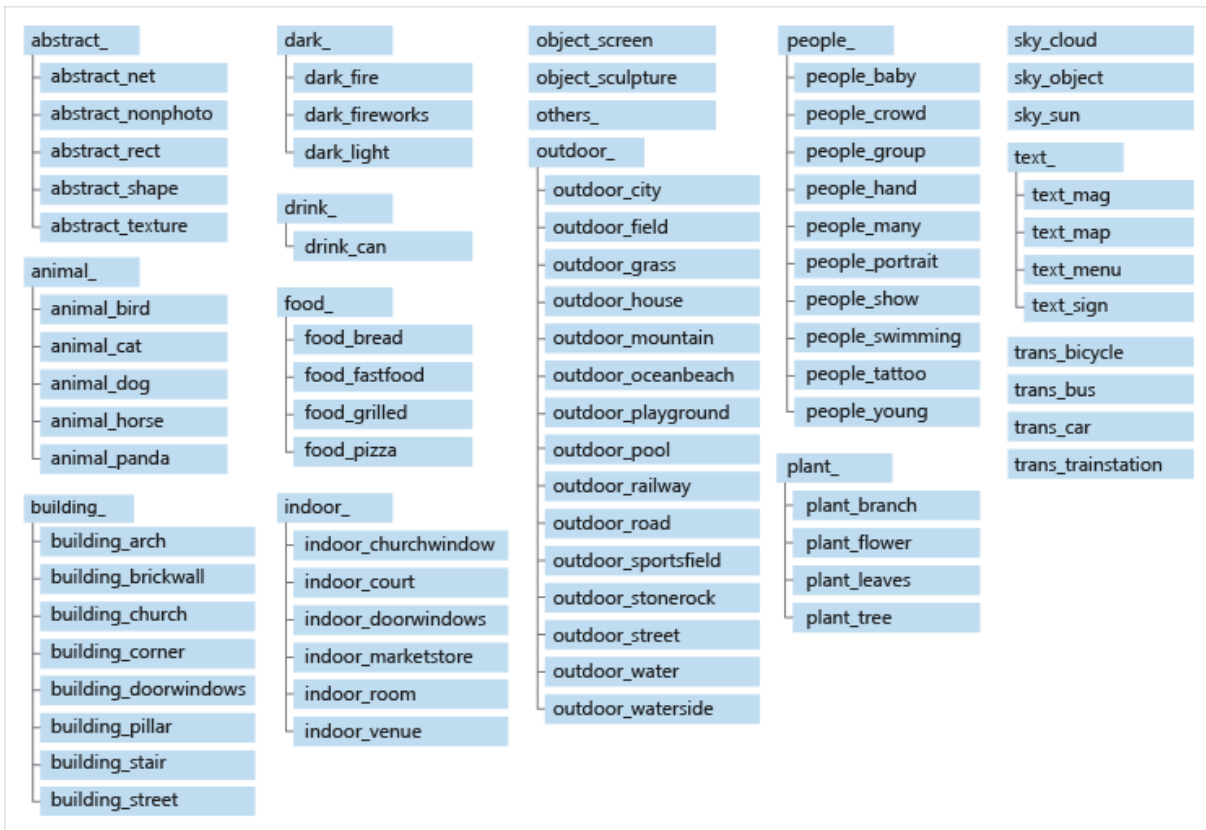 abstract_
abstract_net
abstract_nonphoto
abstract_rect
abstract_shape
abstract_texture
animal_
animal_bird
animal_cat
animal_dog
animal_horse
animal_panda
building_
building_arch
building_brickwall
building_church
building_corner
building_doorwindows
building_pillar
building_stair
building_street
dark_
dark_fire
dark_fireworks
dark_light
drink_
drink_can
food_
food_bread
food_fastfood
food_grilled
food_pizza
indoor_
indoor_churchwindow
indoor_court
indoor_doorwindows
indoor_marketstore
indoor_room
indoor_venue
object_screen
object_sculpture
others_
outdoor_
outdoor_city
outdoor_field
outdoor_grass
outdoor_house
outdoor_mountain
outdoor_oceanbeach
outdoor_playground
outdoor_pool
outdoor_railway
outdoor_road
outdoor_sportsfield
outdoor_stonerock
outdoor_street
outdoor_water
outdoor_waterside
people_
people_baby
people_crowd
people_group
people_hand
people_many
people_portrait
people_show
people_swimming
people_tattoo
people_young
plant_
plant_branch
plant_flower
plant_leaves
plant_tree
sky_cloud
sky_object
sky_sun
text_
text_mag
text_map
text_menu
text_sign
trans_bicycle
trans_bus
trans_car
trans_trainstation